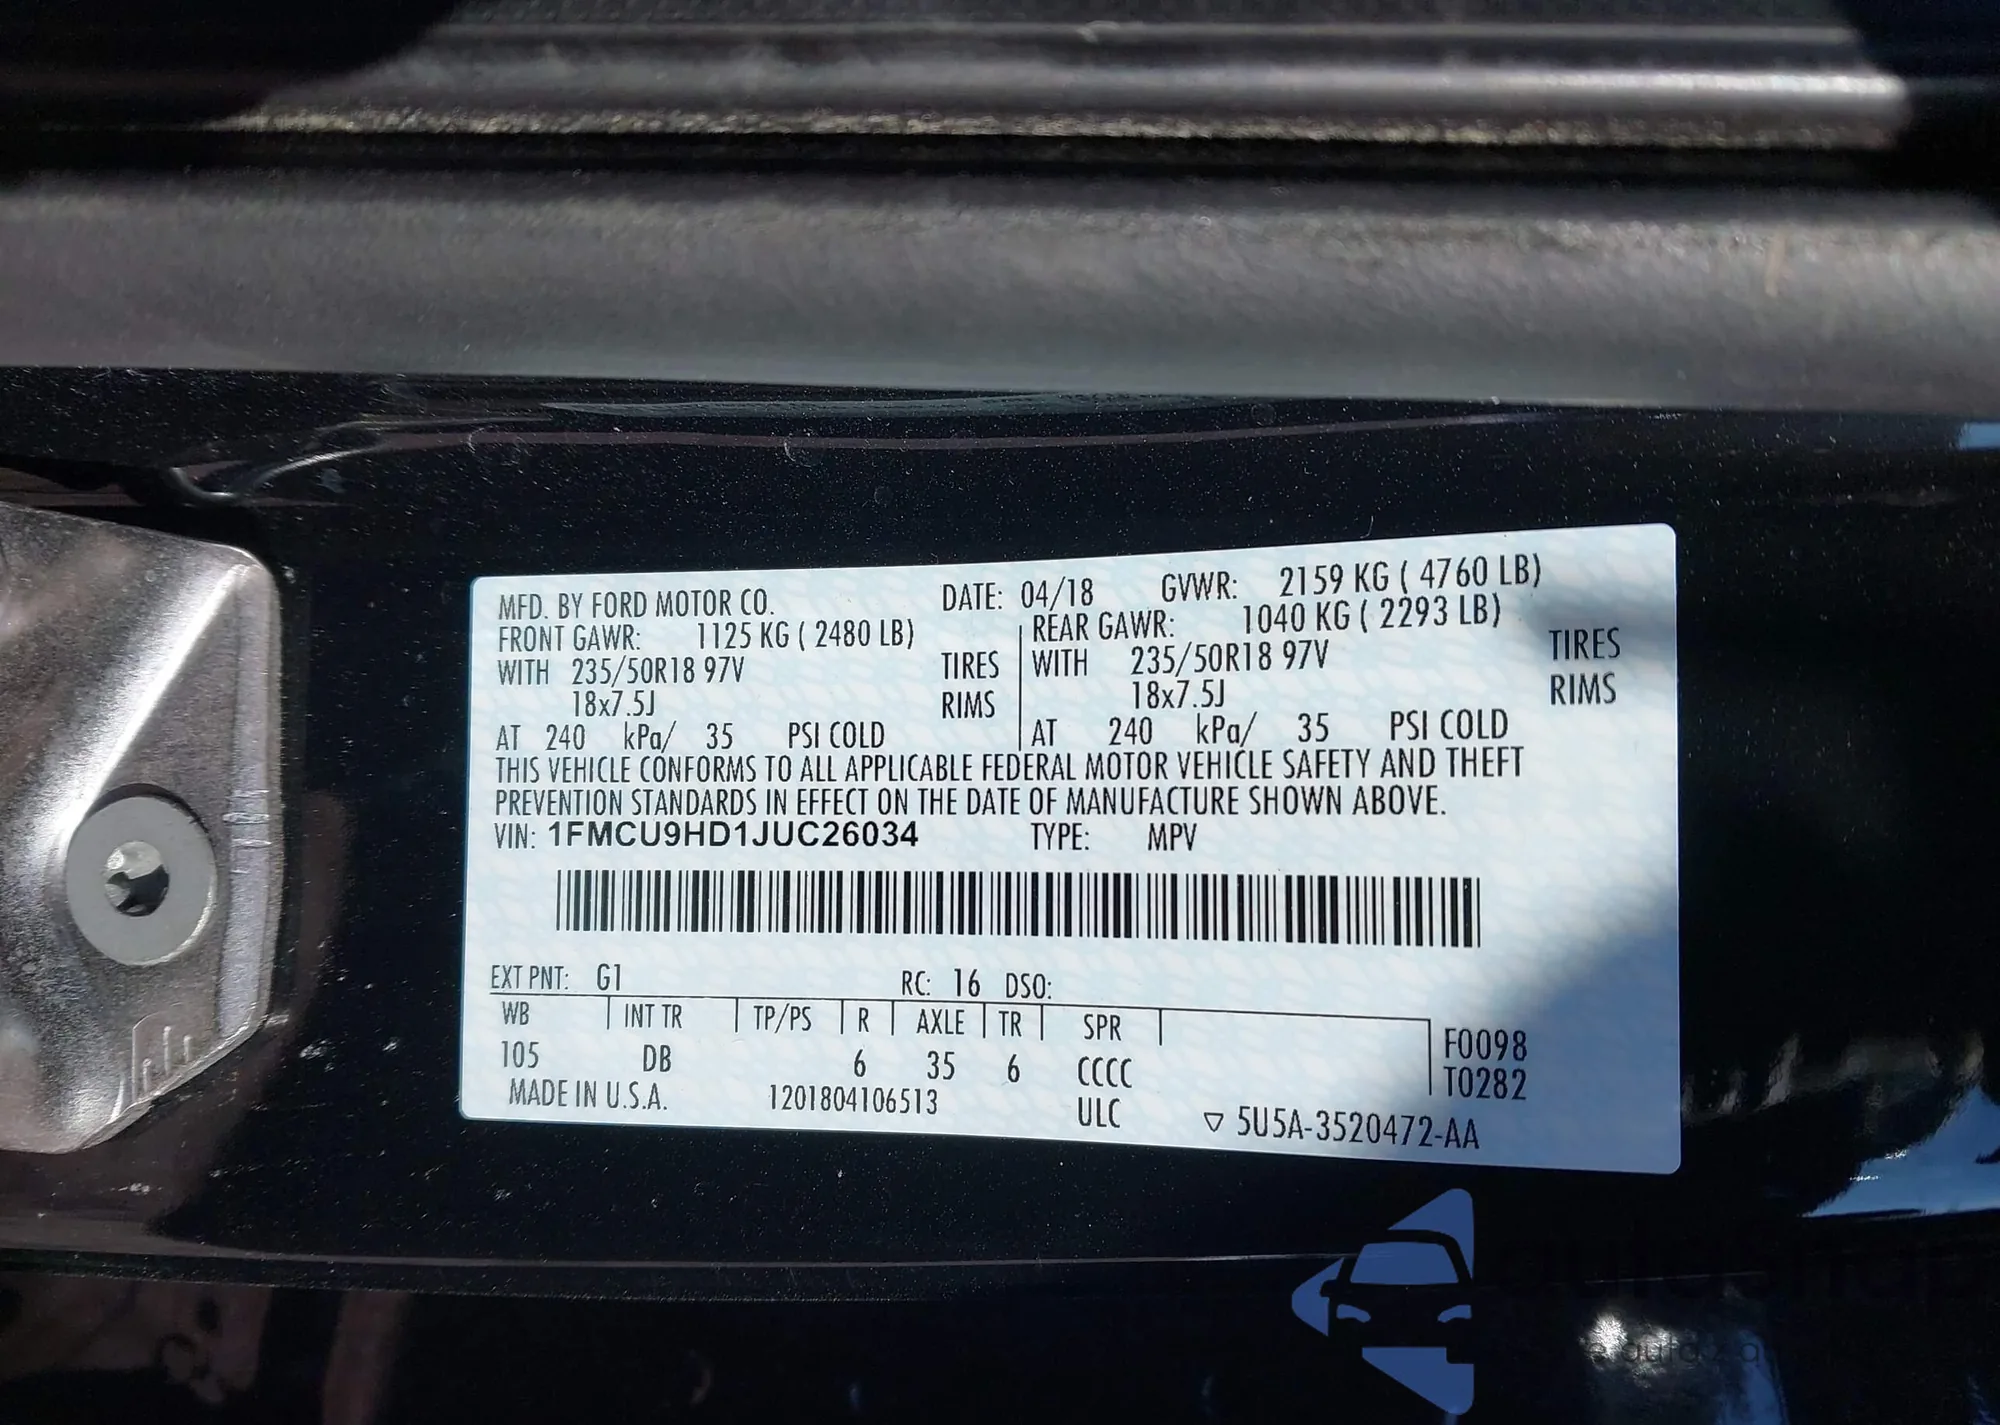 MFD. BY FORD MOTOR CO. DATE: 04/18 GVWR: 2159 KG ( 4760 LB)
FRONT GAWR: 1125 KG ( 2480 LB) REAR GAWR: 1040 KG ( 2293 LB)
WITH 235/50R18 97V TIRES WITH 235/50R18 97V TIRES
18x7.5J RIMS 18x7.5J RIMS
AT 240 kPa/ 35 PSI COLD AT 240 kPa/ 35 PSI COLD
THIS VEHICLE CONFORMS TO ALL APPLICABLE FEDERAL MOTOR VEHICLE SAFETY AND THEFT
PREVENTION STANDARDS IN EFFECT ON THE DATE OF MANUFACTURE SHOWN ABOVE.
VIN: 1FMCU9HD1JUC26034 TYPE: MPV
EXT PNT: G1 RC: 16 DSO:
WB INT TR TP/PS R AXLE TR SPR
105 DB 6 35 6 CCCC
F0098
T0282
MADE IN U.S.A. 1201804106513 ULC ▽ 5U5A-3520472-AA